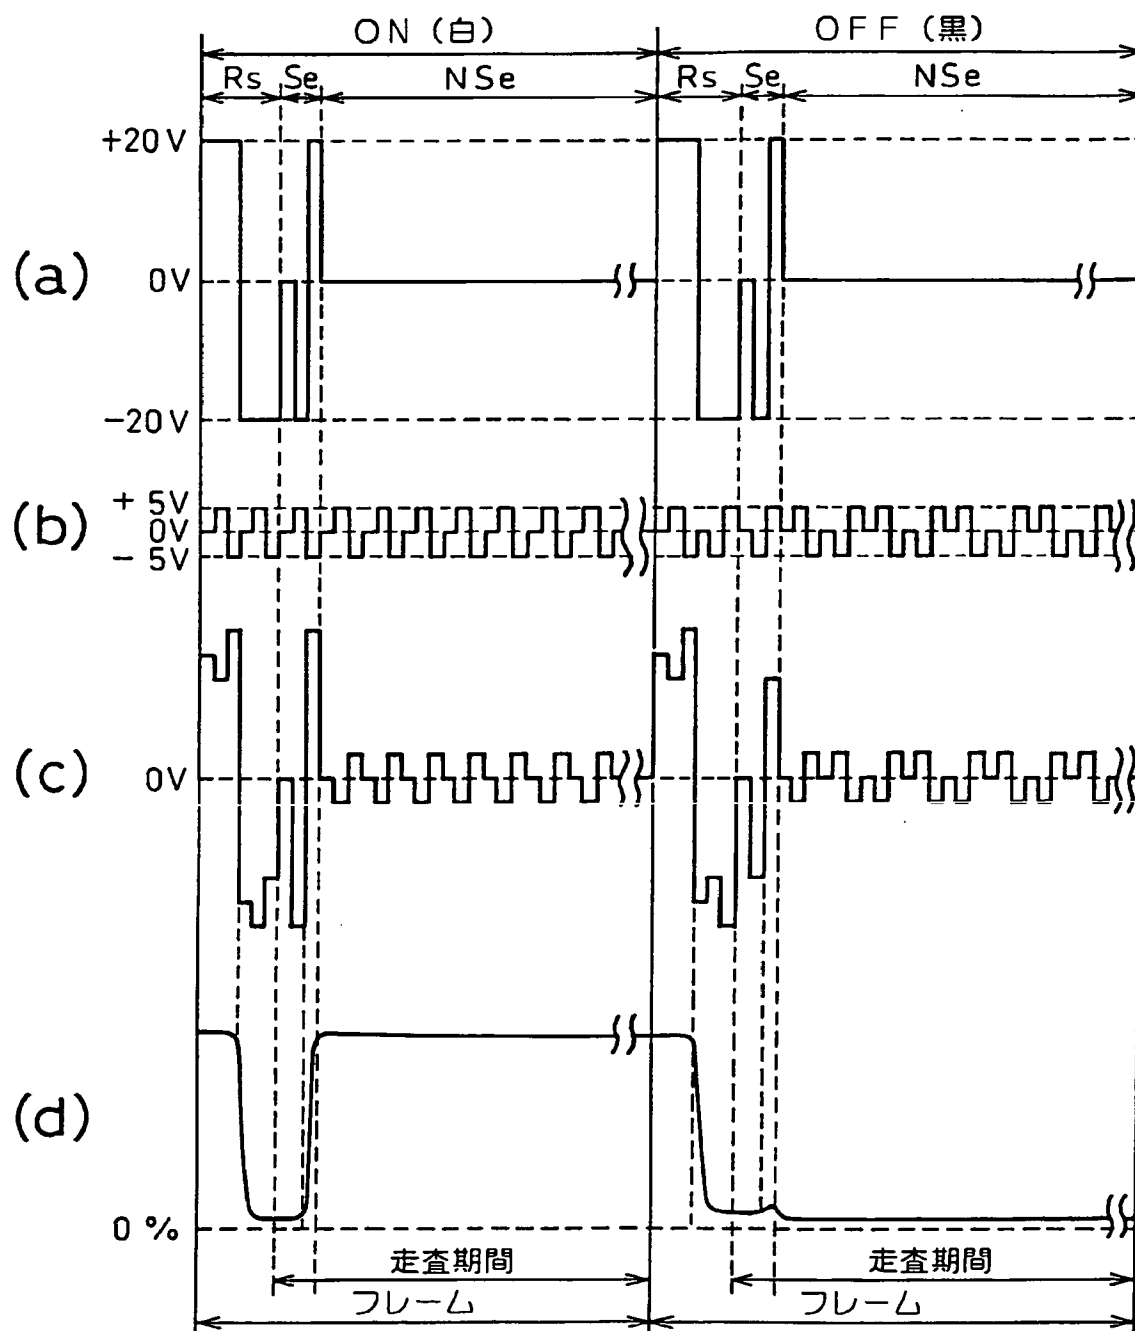 ON (白) OFF (黒)
Rs Se NSe Rs Se NSe
+20V
(a) 0V
−20V
+5V
(b) 0V
−5V
(c) 0V
(d)
0%
走査期間 走査期間
フレーム フレーム